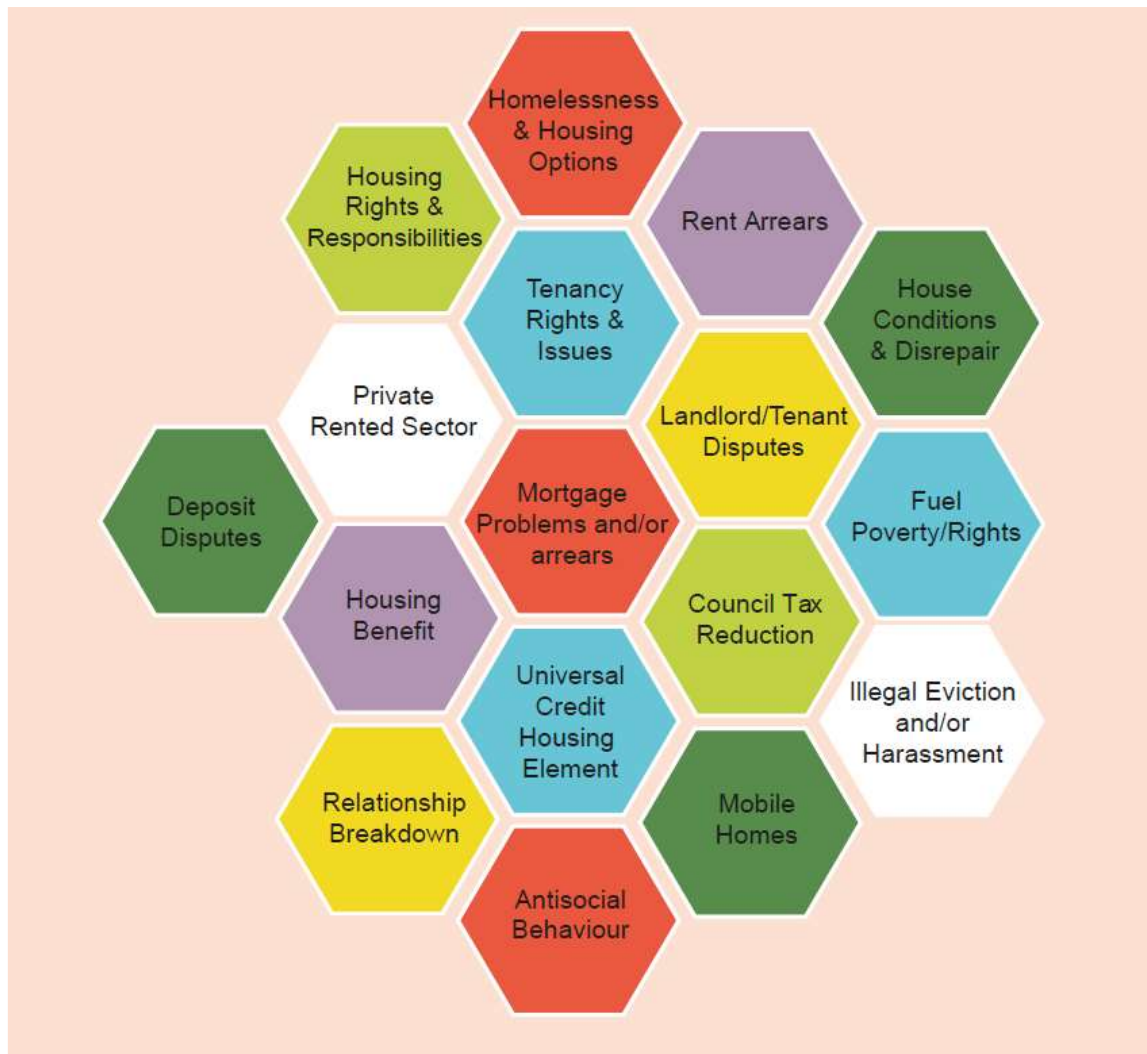 Homelessness
& Housing
Options
Housing
Rights &
Responsibilities
Rent Arrears
Tenancy
Rights &
Issues
House
Conditions
& Disrepair
Private
Rented Sector
Landlord/Tenant
Disputes
Deposit
Disputes
Mortgage
Problems and/or
arrears
Fuel
Poverty/Rights
Housing
Benefit
Council Tax
Reduction
Universal
Credit
Housing
Element
Illegal Eviction
and/or
Harassment
Relationship
Breakdown
Mobile
Homes
Antisocial
Behaviour